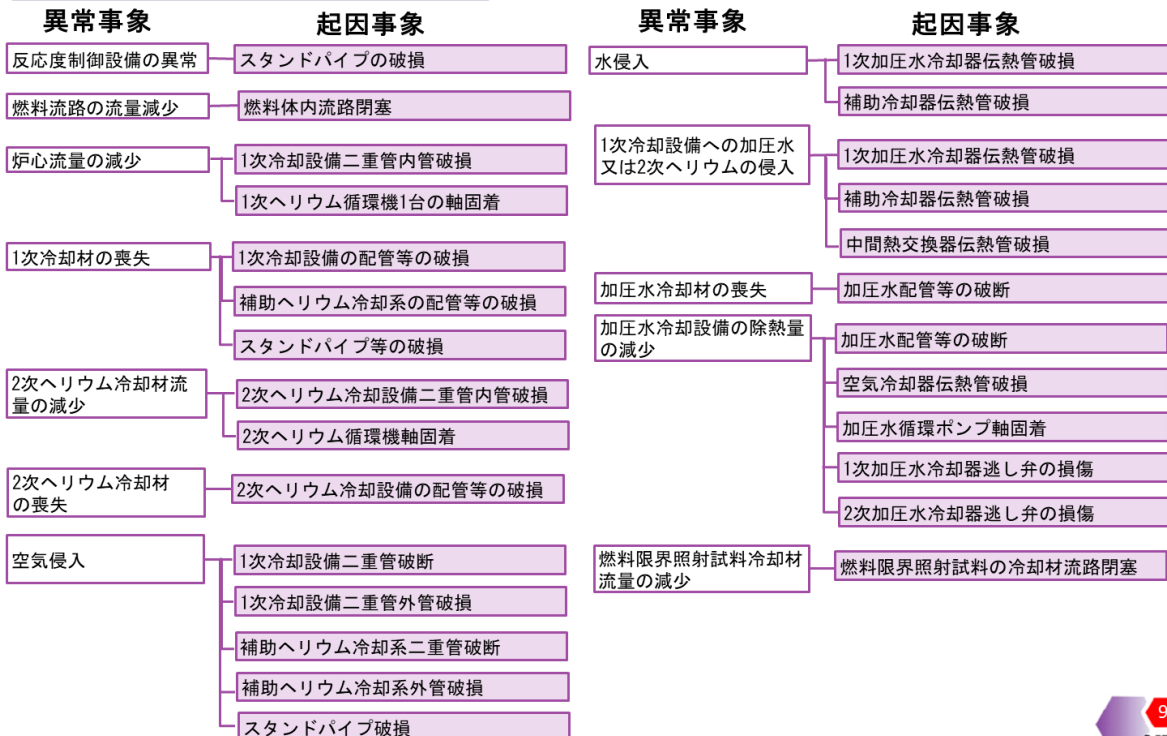 異常事象
起因事象
反応度制御設備の異常
スタンドパイプの破損
燃料流路の流量減少
燃料体内流路閉塞
炉心流量の減少
1次冷却設備二重管内管破損
1次ヘリウム循環機1台の軸固着
1次冷却材の喪失
1次冷却設備の配管等の破損
補助ヘリウム冷却系の配管等の破損
スタンドパイプ等の破損
2次ヘリウム冷却材流
量の減少
2次ヘリウム冷却設備二重管内管破損
2次ヘリウム循環機軸固着
2次ヘリウム冷却材
の喪失
2次ヘリウム冷却設備の配管等の破損
空気侵入
1次冷却設備二重管破断
1次冷却設備二重管外管破損
補助ヘリウム冷却系二重管破断
補助ヘリウム冷却系外管破損
スタンドパイプ破損
異常事象
起因事象
水侵入
1次加圧水冷却器伝熱管破損
補助冷却器伝熱管破損
1次冷却設備への加圧水
又は2次ヘリウムの侵入
1次加圧水冷却器伝熱管破損
補助冷却器伝熱管破損
中間熱交換器伝熱管破損
加圧水冷却材の喪失
加圧水配管等の破断
加圧水冷却設備の除熱量
の減少
加圧水配管等の破断
空気冷却器伝熱管破損
加圧水循環ポンプ軸固着
1次加圧水冷却器逃し弁の損傷
2次加圧水冷却器逃し弁の損傷
燃料限界照射試料冷却材
流量の減少
燃料限界照射試料の冷却材流路閉塞
9